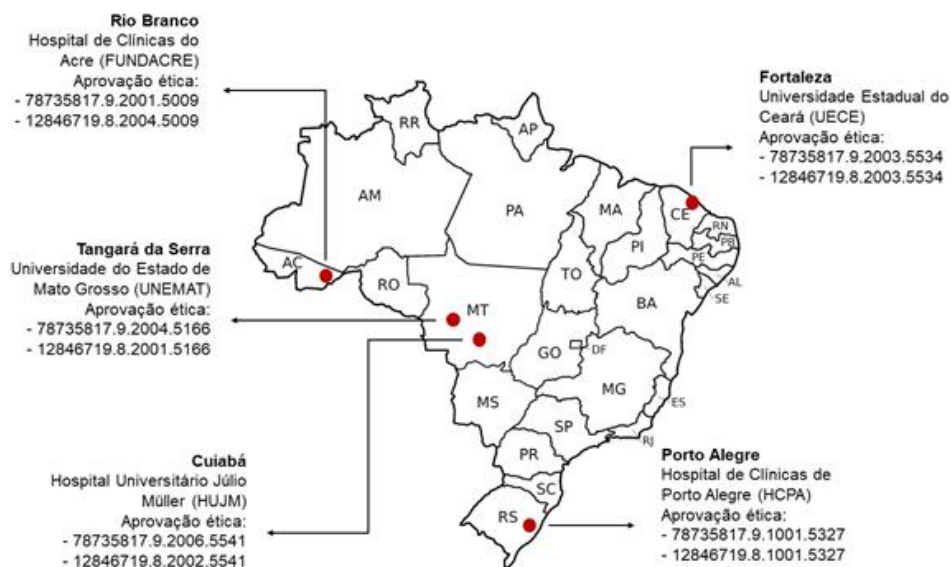 Rio Branco
Hospital de Clínicas do
Acre (FUNDACRE)
Aprovação ética:
- 78735817.9.2001.5009
- 12846719.8.2004.5009
Tangará da Serra
Universidade do Estado de
Mato Grosso (UNEMAT)
Aprovação ética:
- 78735817.9.2004.5166
- 12846719.8.2001.5166
Cuiabá
Hospital Universitário Júlio
Müller (HUJM)
Aprovação ética:
- 78735817.9.2006.5541
- 12846719.8.2002.5541
Fortaleza
Universidade Estadual do
Ceará (UECE)
Aprovação ética:
- 78735817.9.2003.5534
- 12846719.8.2003.5534
Porto Alegre
Hospital de Clínicas de
Porto Alegre (HCPA)
Aprovação ética:
- 78735817.9.1001.5327
- 12846719.8.1001.5327
RR
AP
AM
PA
MA
CE
RN
PB
PI
PE
AL
SE
AC
RO
TO
BA
MT
GO
DF
MG
ES
MS
SP
RJ
PR
SC
RS